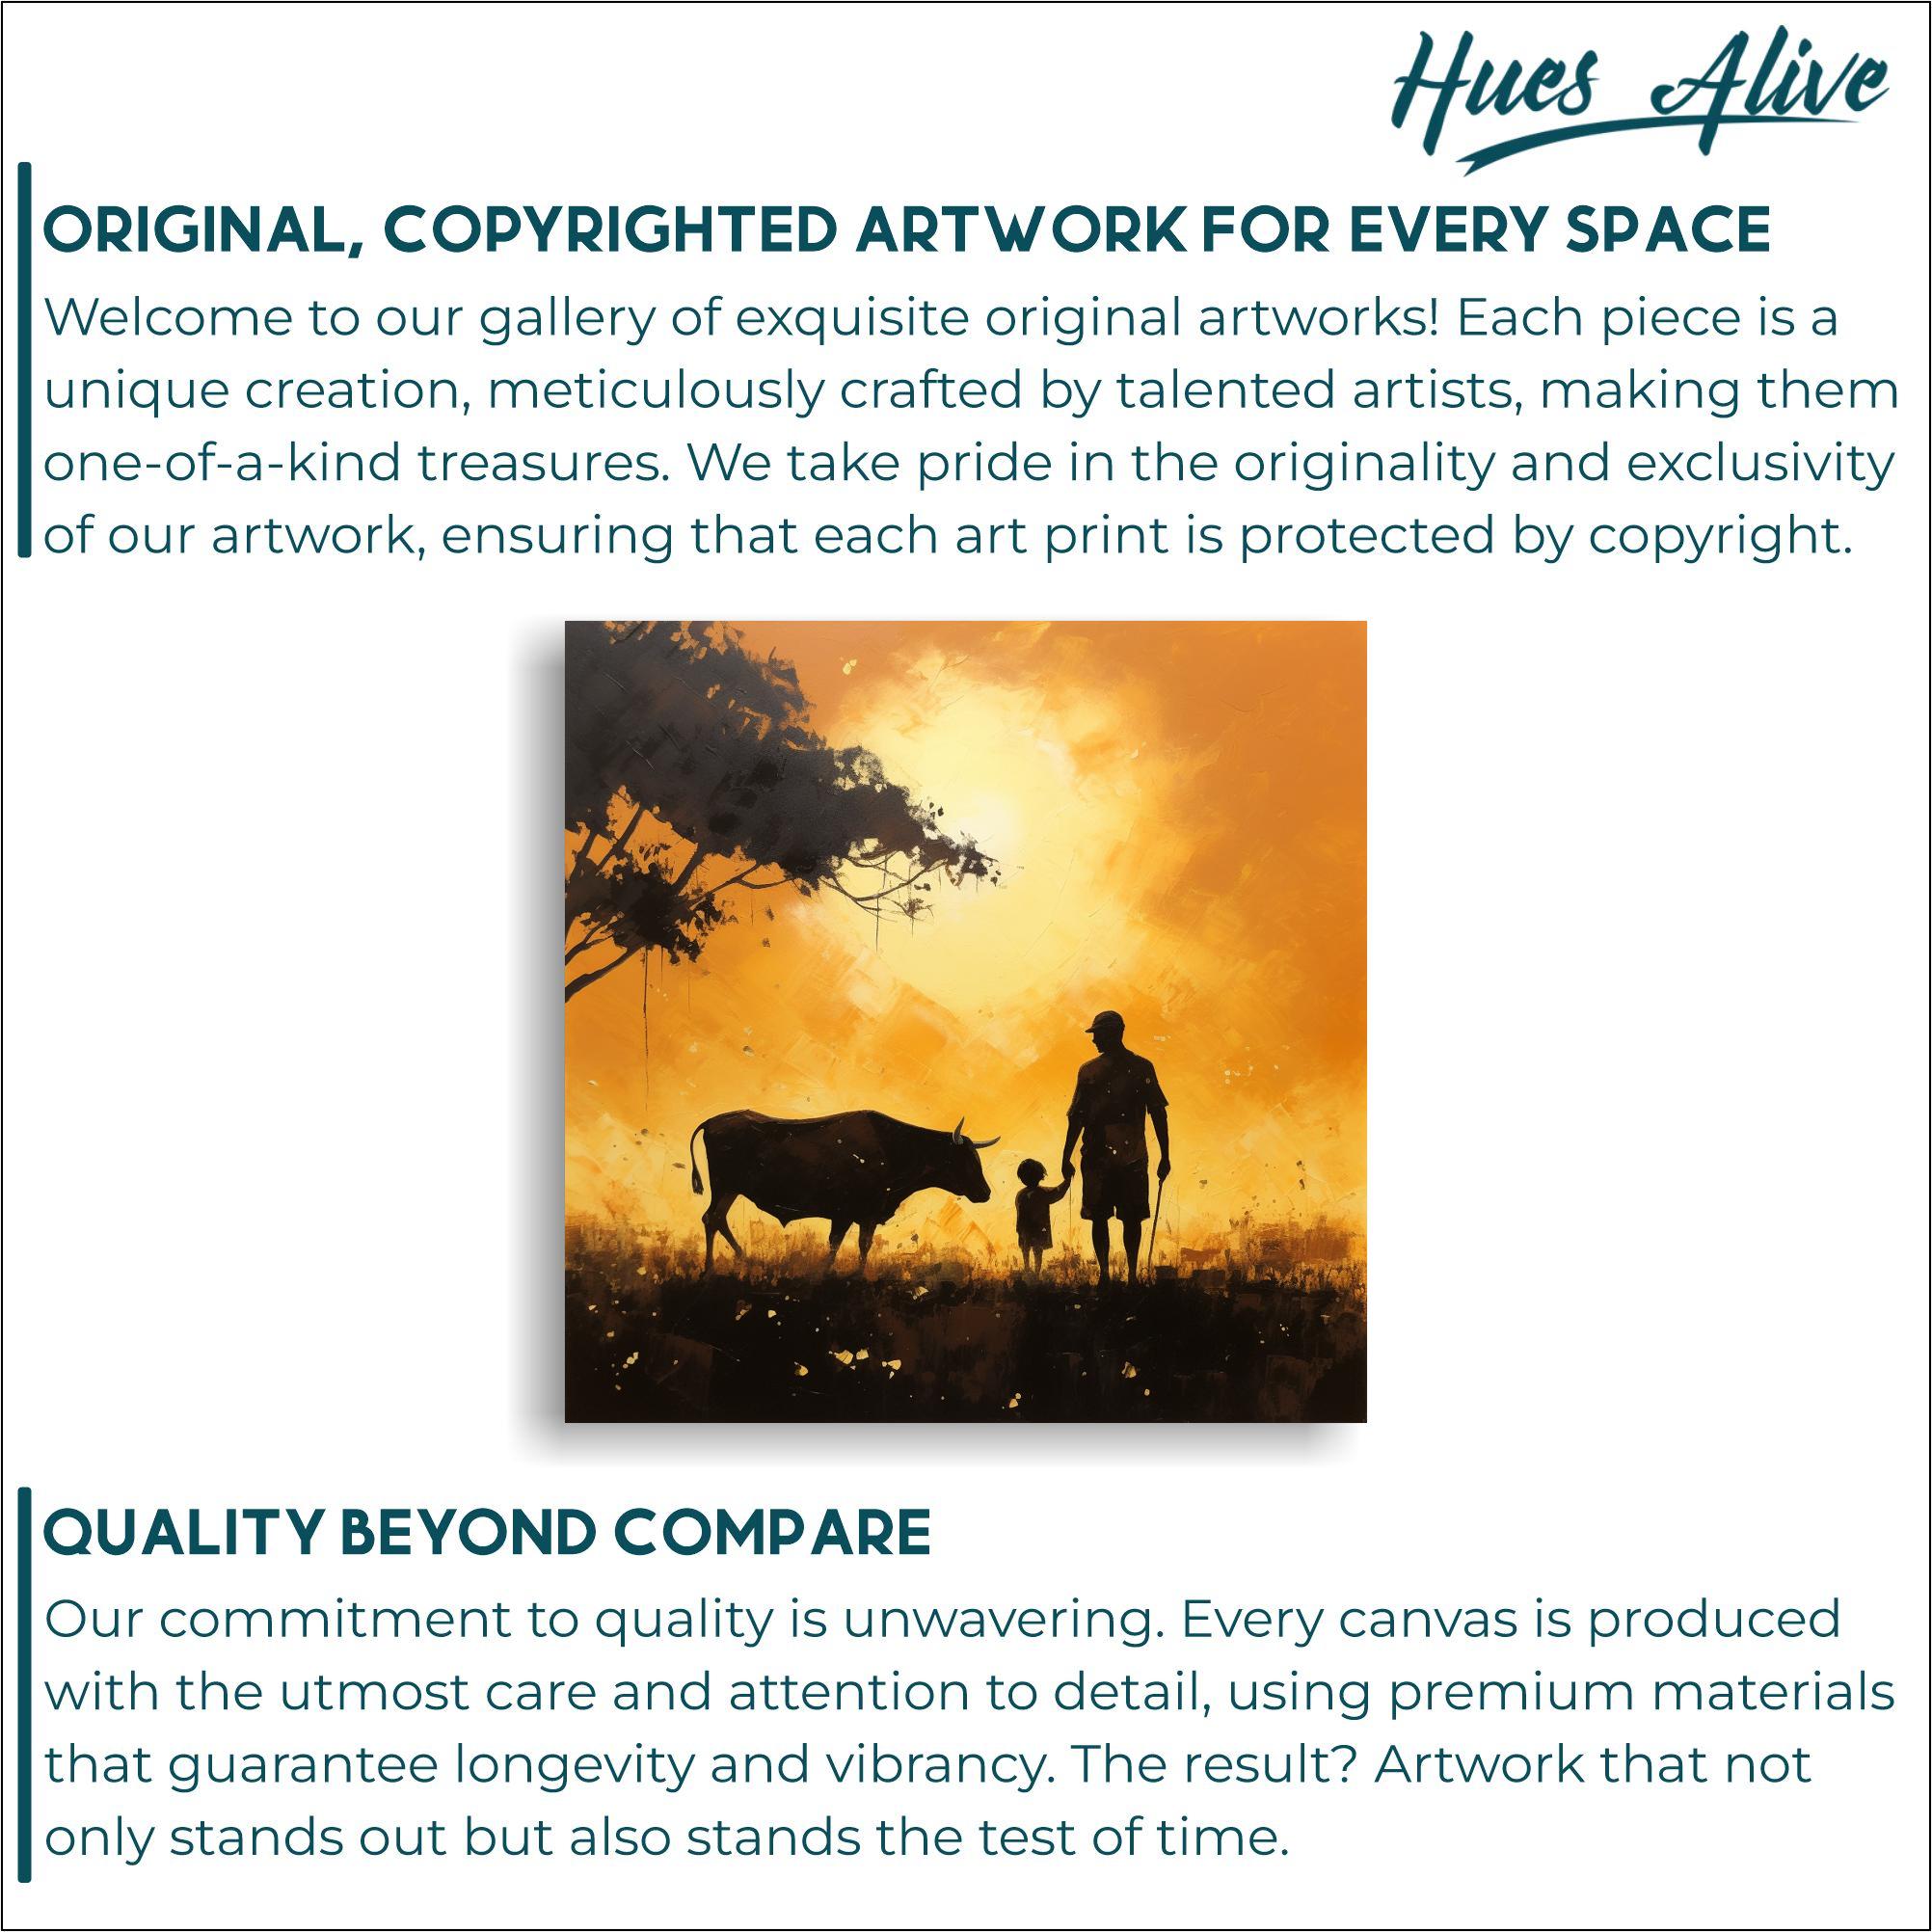 Hues Alive
ORIGINAL, COPYRIGHTED ARTWORK FOR EVERY SPACE
Welcome to our gallery of exquisite original artworks! Each piece is a
unique creation, meticulously crafted by talented artists, making them
one-of-a-kind treasures. We take pride in the originality and exclusivity
of our artwork, ensuring that each art print is protected by copyright.
QUALITY BEYOND COMPARE
Our commitment to quality is unwavering. Every canvas is produced
with the utmost care and attention to detail, using premium materials
that guarantee longevity and vibrancy. The result? Artwork that not
only stands out but also stands the test of time.